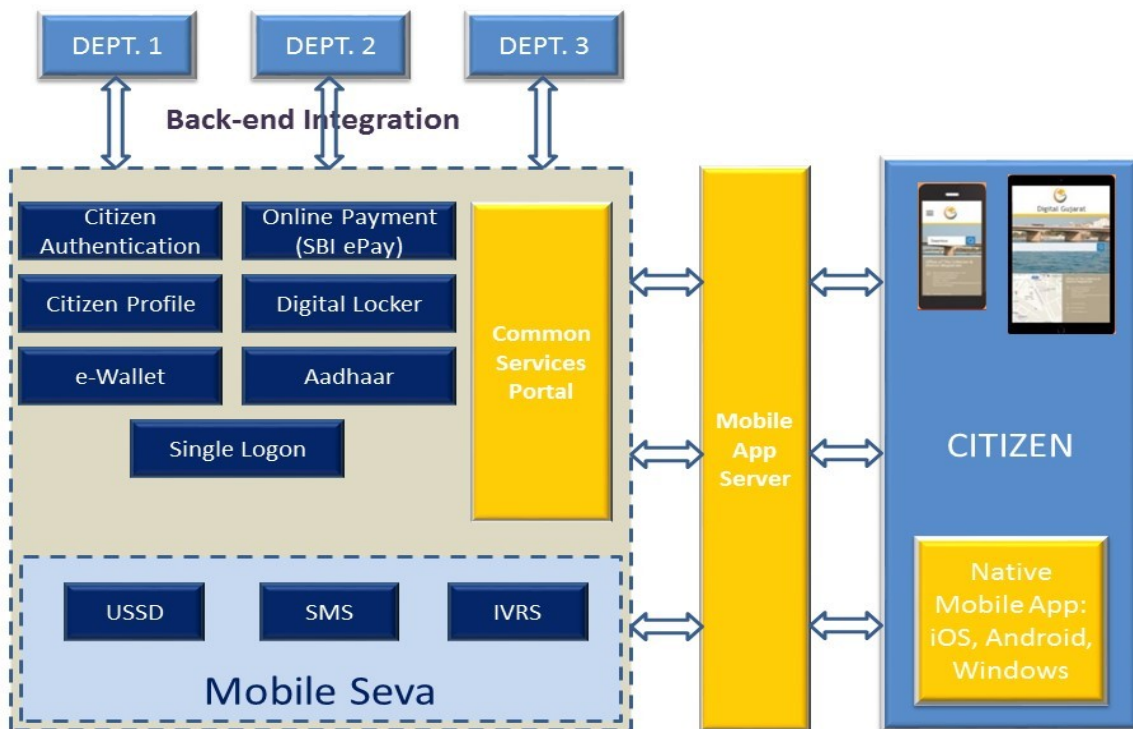 DEPT. 1
DEPT. 2
DEPT. 3
Back-end Integration
Citizen
Authentication
Online Payment
(SBI ePay)
Citizen Profile
Digital Locker
e-Wallet
Aadhaar
Single Logon
Common
Services
Portal
USSD
SMS
IVRS
Mobile Seva
Mobile
App
Server
Digital Gujarat
CITIZEN
Native
Mobile App:
iOS, Android,
Windows